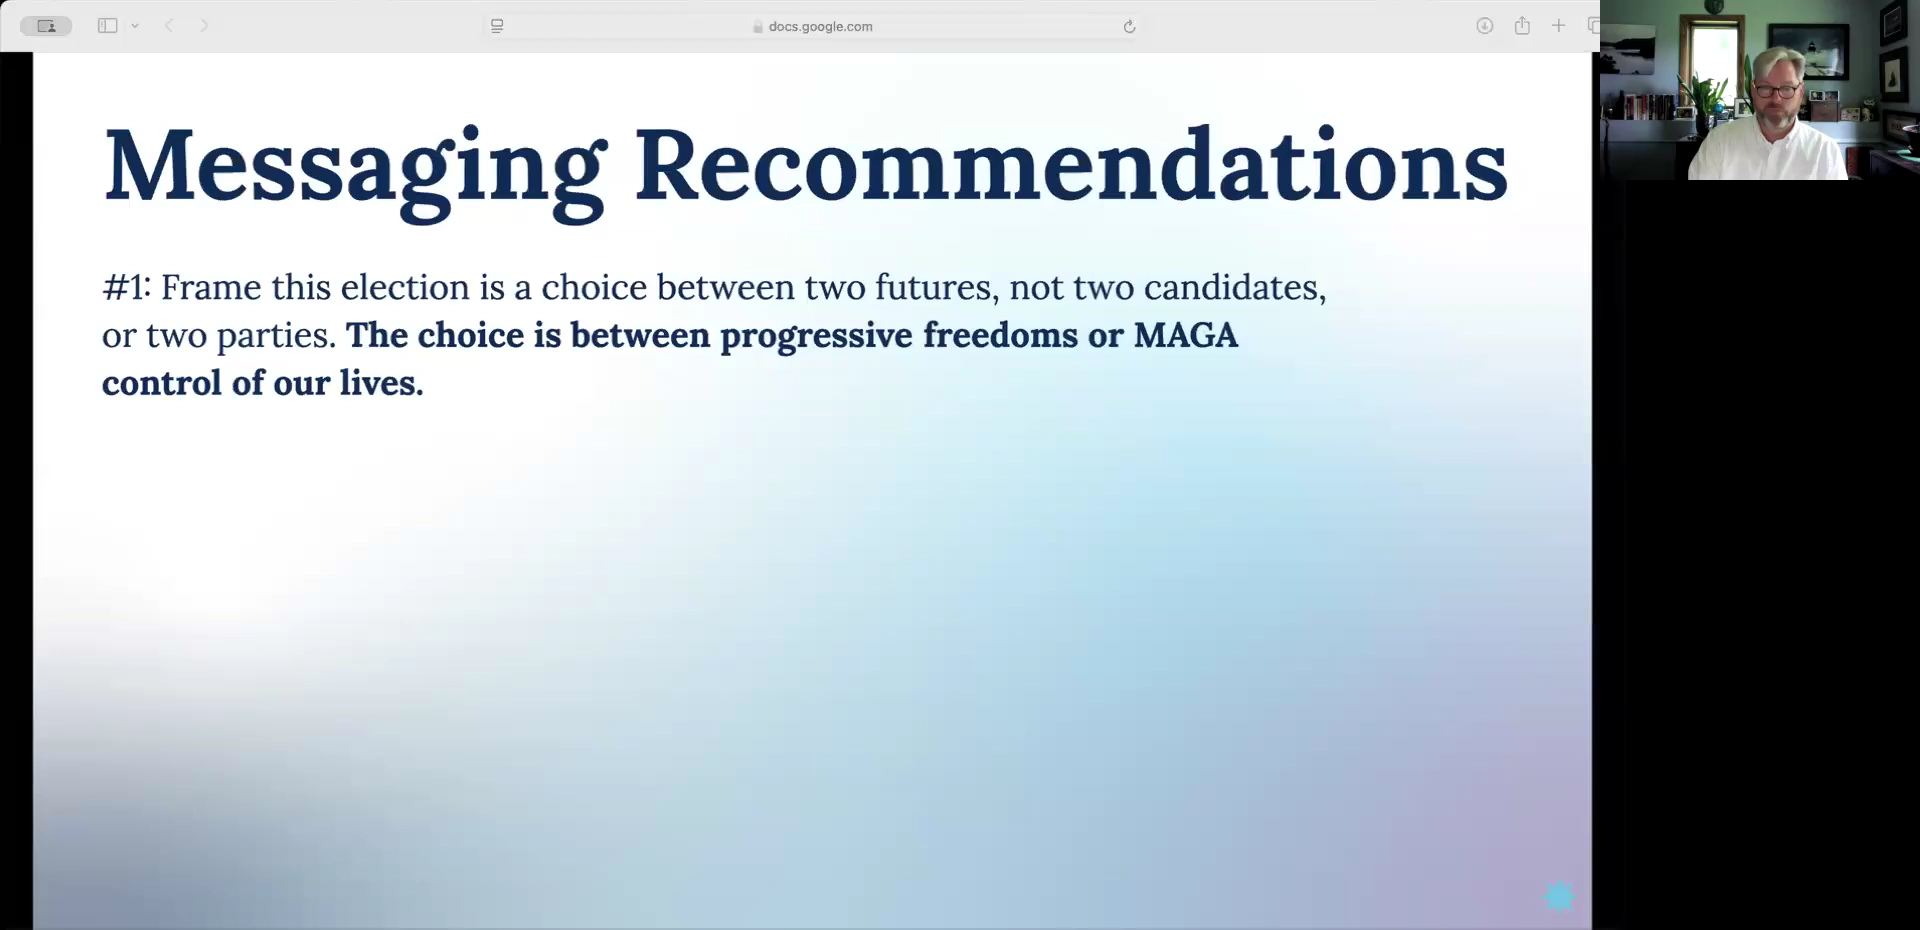 docs.google.com
Messaging Recommendations
#1: Frame this election is a choice between two futures, not two candidates,
or two parties. The choice is between progressive freedoms or MAGA
control of our lives.